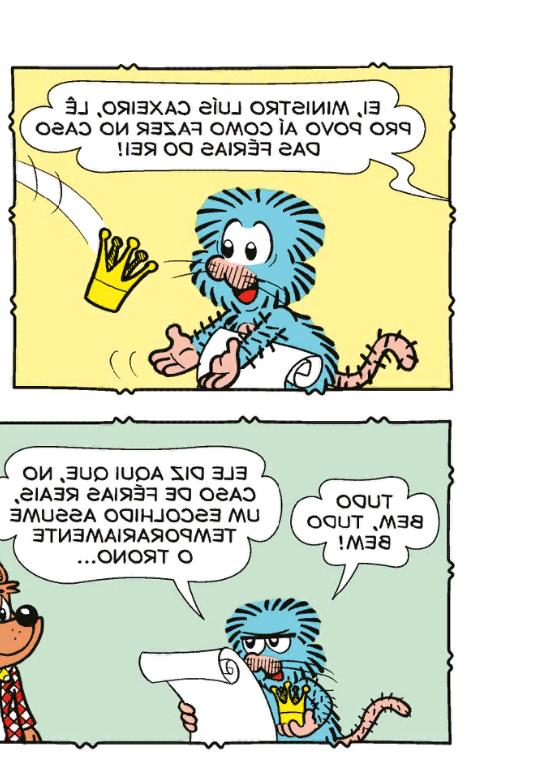 EI, MINISTRO LUÍS CAXEIRO, LÊ
PRO POVO AÍ COMO FAZER NO CASO
DAS FÉRIAS DO REI!
TUDO
BEM, TUDO
BEM!
ELE DIZ AQUI QUE, NO
CASO DE FÉRIAS REAIS,
UM ESCOLHIDO ASSUME
TEMPORARIAMENTE
O TRONO...